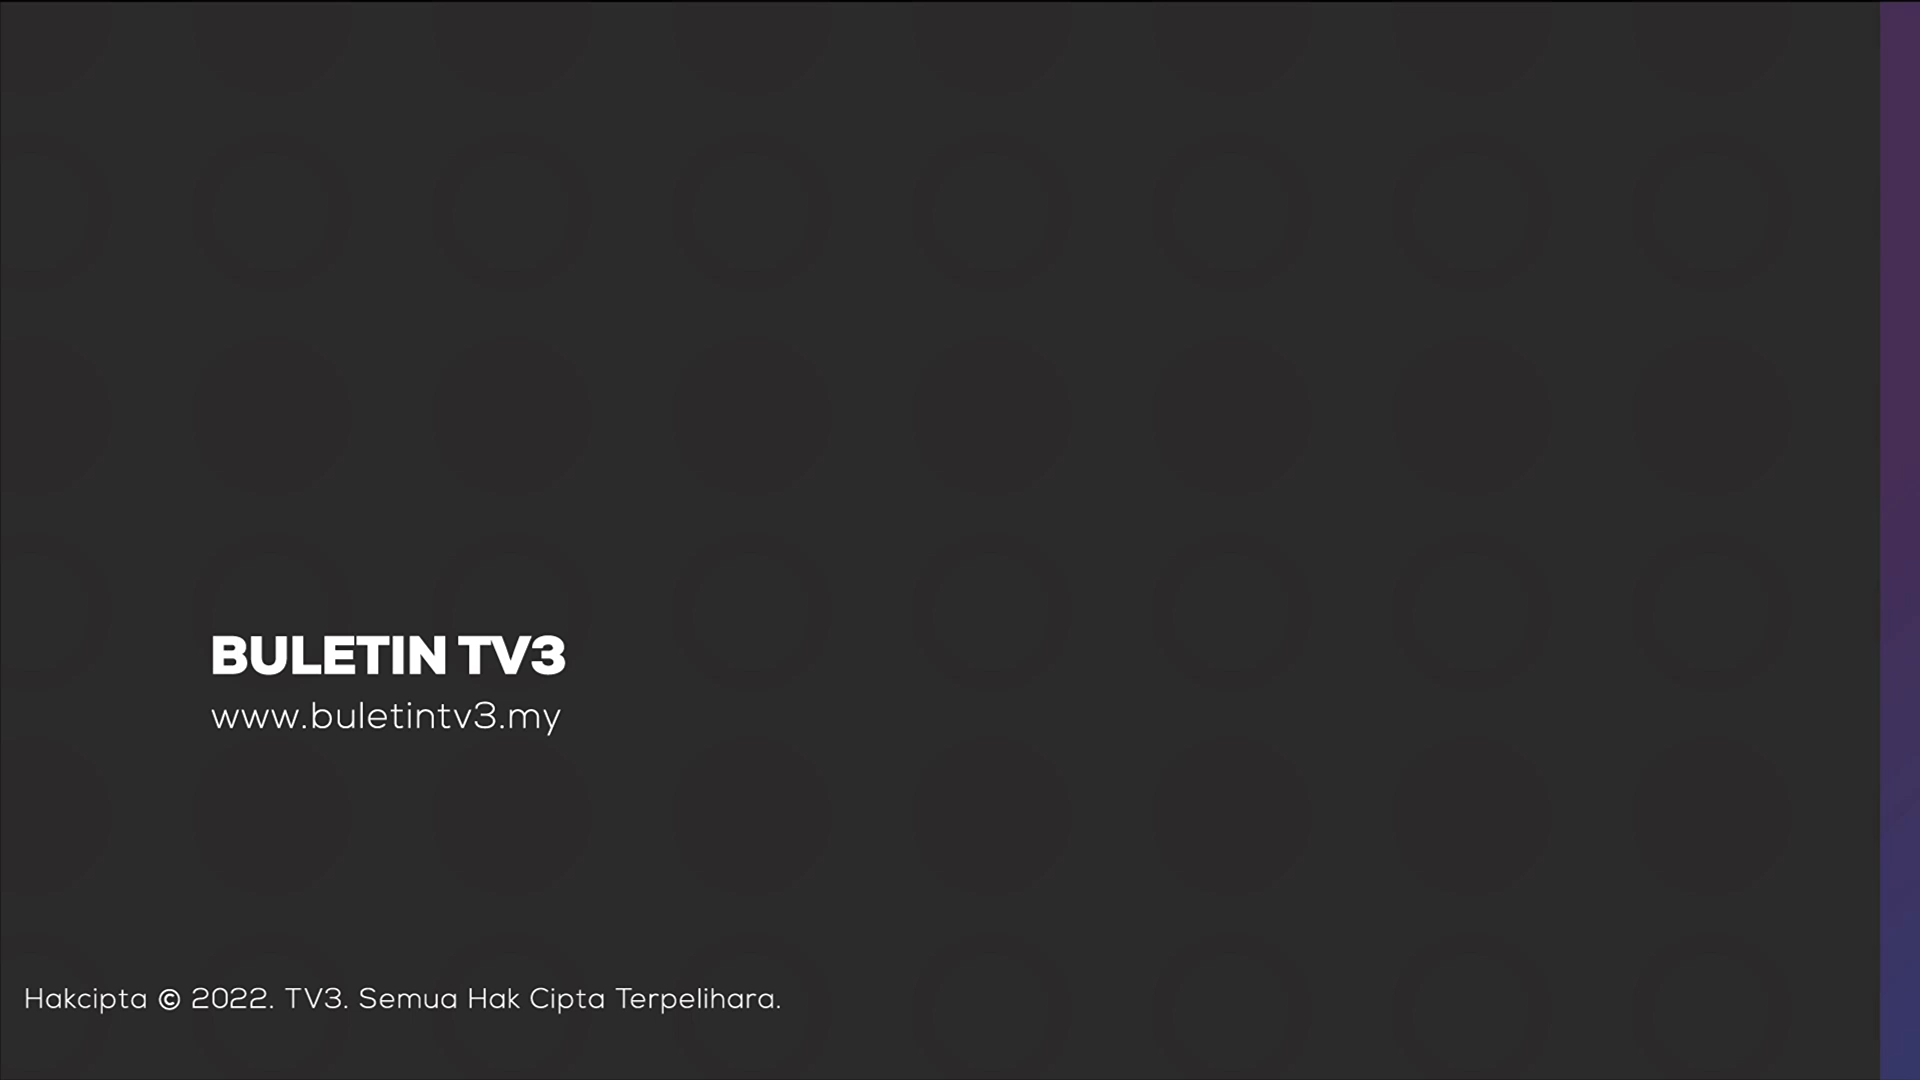 BULETIN TV3
www.buletintv3.my
Hakcipta © 2022. TV3. Semua Hak Cipta Terpelihara.